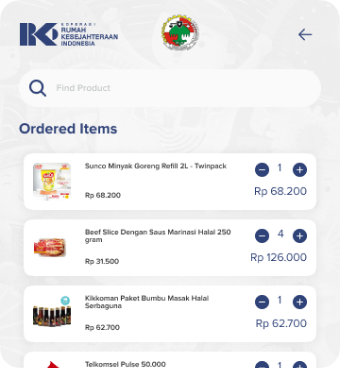 KOPERASI
RUMAH
KESEJAHTERAAN
INDONESIA
Find Product
Ordered Items
Sunco Minyak Goreng Refill 2L - Twinpack
1
Rp 68.200
Rp 68.200
Beef Slice Dengan Saus Marinasi Halal 250
gram
4
Rp 31.500
Rp 126.000
Kikkoman Paket Bumbu Masak Halal
Serbaguna
1
Rp 62.700
Rp 62.700
Telkomsel Pulse 50.000
1